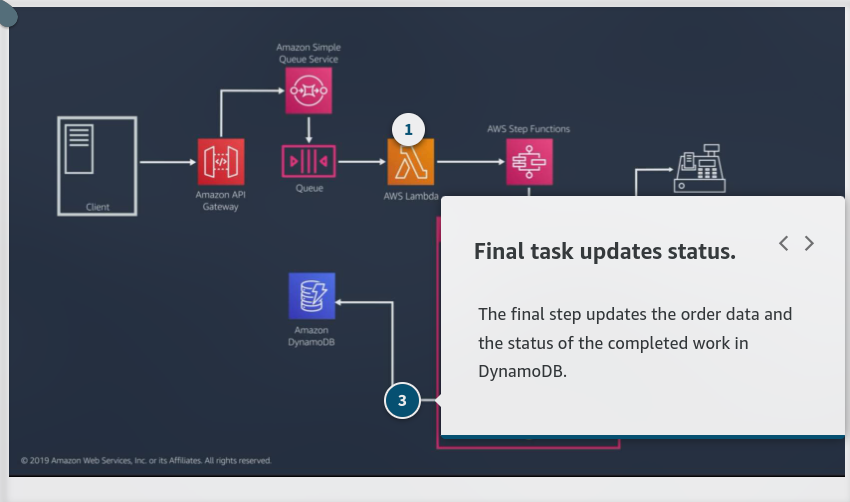 Amazon Simple
Queue Service
1
AWS Step Functions
Client
Amazon API
Gateway
Queue
AWS Lambda
Final task updates status.
The final step updates the order data and
the status of the completed work in
DynamoDB.
Amazon
DynamoDB
3
© 2019 Amazon Web Services, Inc. or its Affiliates. All rights reserved.